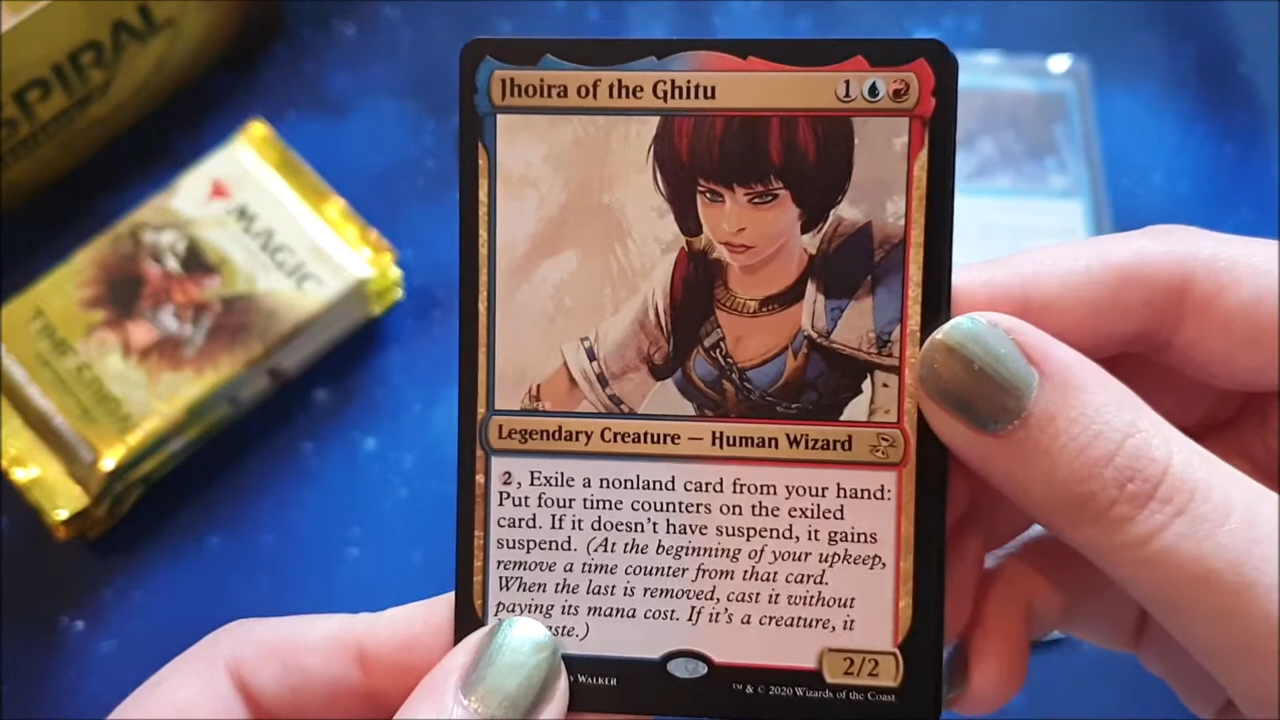 SPIRAL
MAGIC
Jhoira of the Ghitu
1
Legendary Creature — Human Wizard
2, Exile a nonland card from your hand:
Put four time counters on the exiled
card. If it doesn't have suspend, it gains
suspend. (At the beginning of your upkeep,
remove a time counter from that card.
When the last is removed, cast it without
paying its mana cost. If it's a creature, it
2/2
WALKER
™ & © 2020 Wizards of the Coast